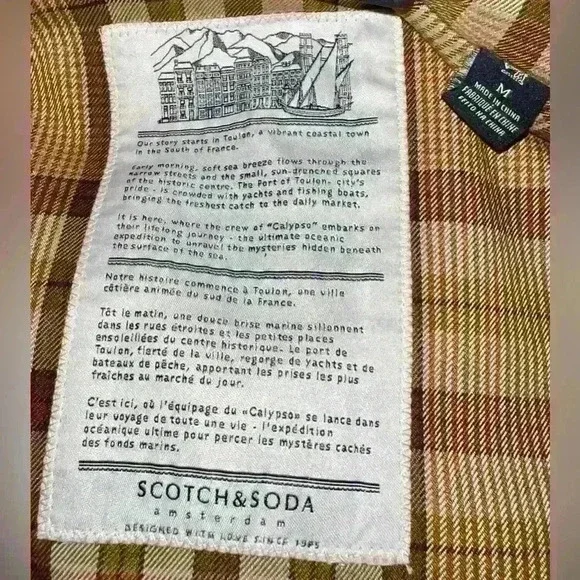 Our story starts in Toulon, a vibrant coastal town
in the South of France.
Early morning, soft sea breeze flows through the
narrow streets and the small, sun-drenched squares
of the historic centre. The Port of Toulon- city's
pride - is crowded with yachts and fishing boats,
bringing the freshest catch to the daily market.
It is here, where the crew of "Calypso" embarks on
their lifelong journey - the ultimate oceanic
expedition to unravel the mysteries hidden beneath
the surface of the sea.
Notre histoire commence à Toulon, une ville
côtière animée du sud de la France.
Tôt le matin, une douce brise marine sillonnent
dans les rues étroites et les petites places
ensoleillées du centre historique. Le port de
Toulon, fierté de la ville, regorge de yachts et de
bateaux de pêche, apportant les prises les plus
fraîches au marché du jour.
C'est ici, où l'équipage du «Calypso» se lance dans
leur voyage de toute une vie - l'expédition
océanique ultime pour percer les mystères cachés
des fonds marins.
SCOTCH&SODA
amsterdam
DESIGNED WITH LOVE SINCE 1985
M
MADE IN CHINA
FABRIQUÉ EN CHINE
FEITO NA CHINA